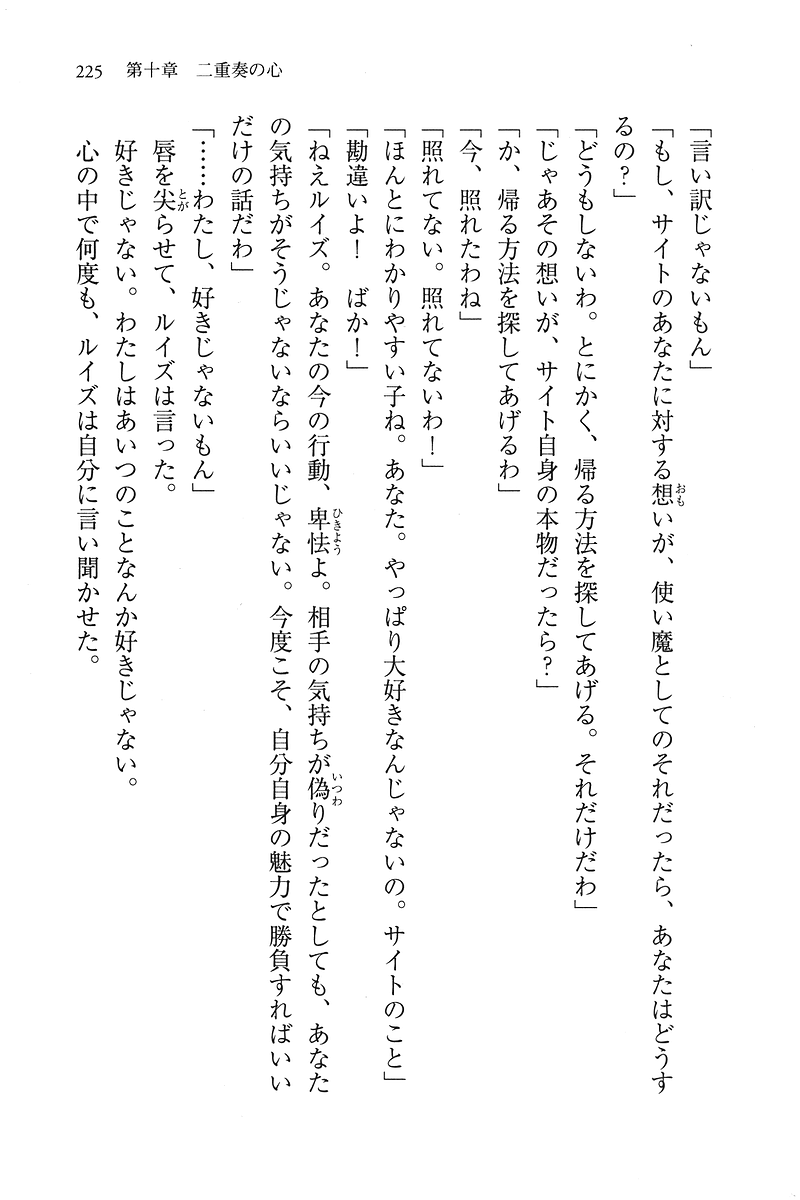 225　第十章　二重奏の心
「言い訳じゃないもん」
「もし、サイトのあなたに対する想いが、使い魔としてのそれだったら、あなたはどうす
るの？」
「どうもしないわ。とにかく、帰る方法を探してあげる。それだけだわ」
「じゃあその想いが、サイト自身の本物だったら？」
「か、帰る方法を探してあげるわ」
「今、照れたわね」
「照れてない。照れてないわ！」
「ほんとにわかりやすい子ね。あなた。やっぱり大好きなんじゃないの。サイトのこと」
「勘違いよ！　ばか！」
「ねえルイズ。あなたの今の行動、卑怯よ。相手の気持ちが偽りだったとしても、あなた
の気持ちがそうじゃないならいいじゃない。今度こそ、自分自身の魅力で勝負すればいい
だけの話だわ」
「……わたし、好きじゃないもん」
唇を尖らせて、ルイズは言った。
好きじゃない。わたしはあいつのことなんか好きじゃない。
心の中で何度も、ルイズは自分に言い聞かせた。